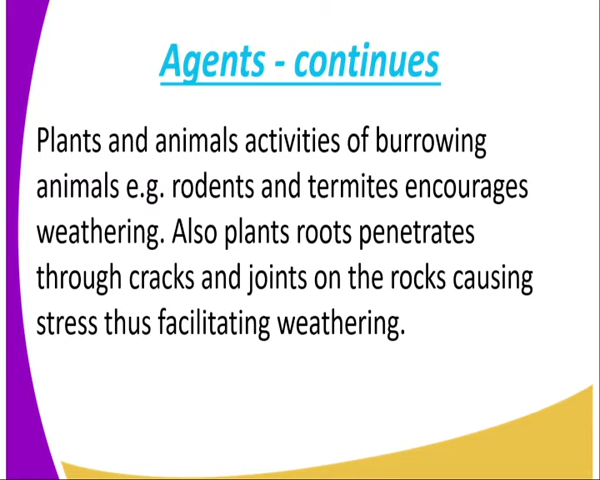 Agents - continues
Plants and animals activities of burrowing
animals e.g. rodents and termites encourages
weathering. Also plants roots penetrates
through cracks and joints on the rocks causing
stress thus facilitating weathering.